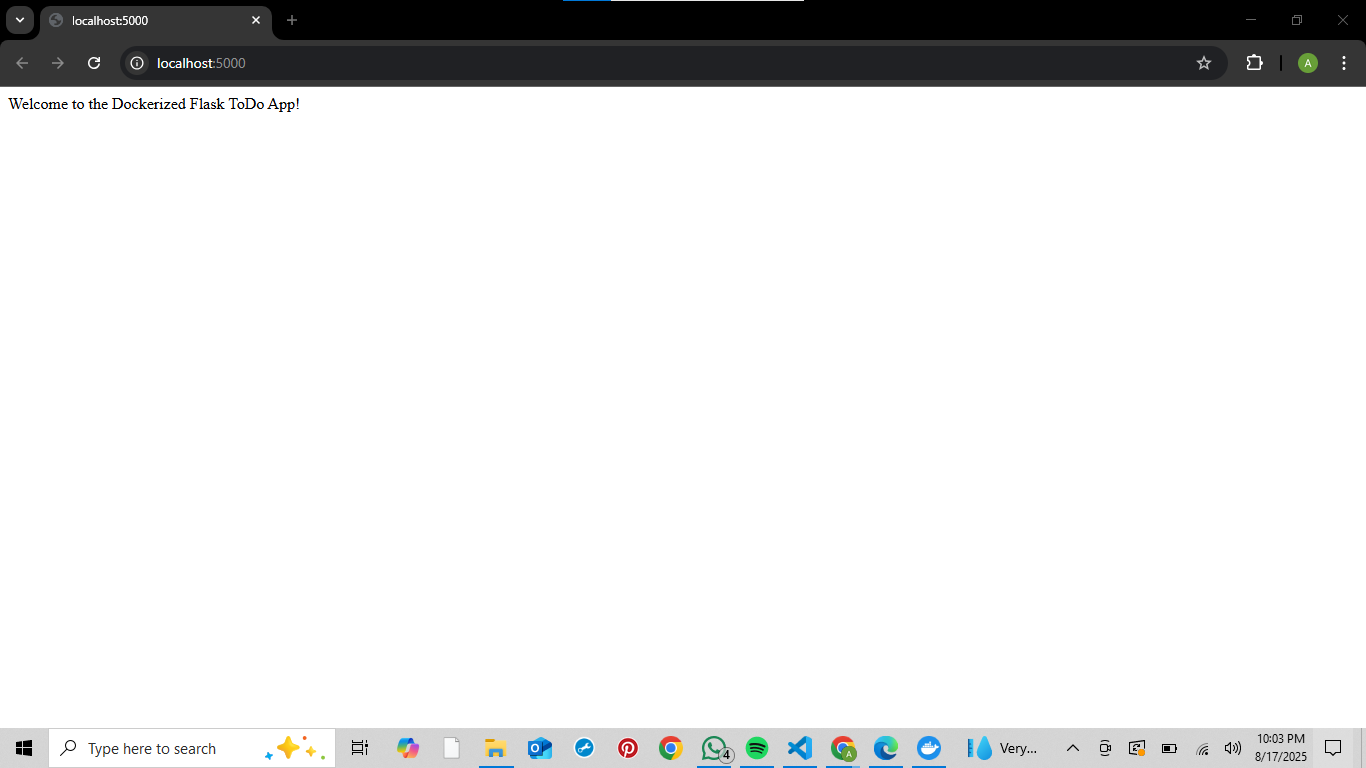 localhost:5000
localhost:5000
A
Welcome to the Dockerized Flask ToDo App!
Type here to search
4
A
Very...
10:03 PM
8/17/2025